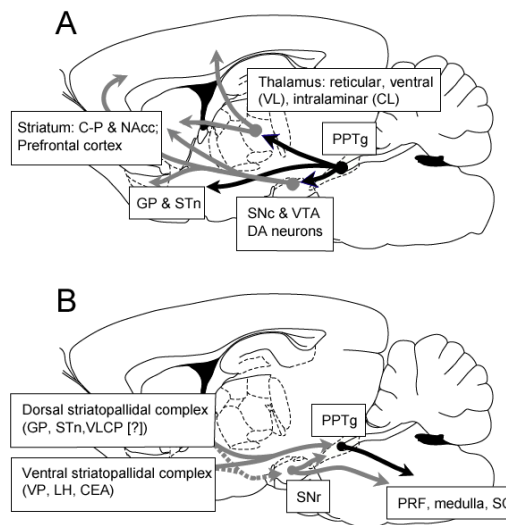 A
Thalamus: reticular, ventral
(VL), intralaminar (CL)
Striatum: C-P & NAcc;
Prefrontal cortex
PPTg
GP & STn
SNc & VTA
DA neurons
B
Dorsal striatopallidal complex
(GP, STn,VLCP [?])
PPTg
Ventral striatopallidal complex
(VP, LH, CEA)
SNr
PRF, medulla, SC